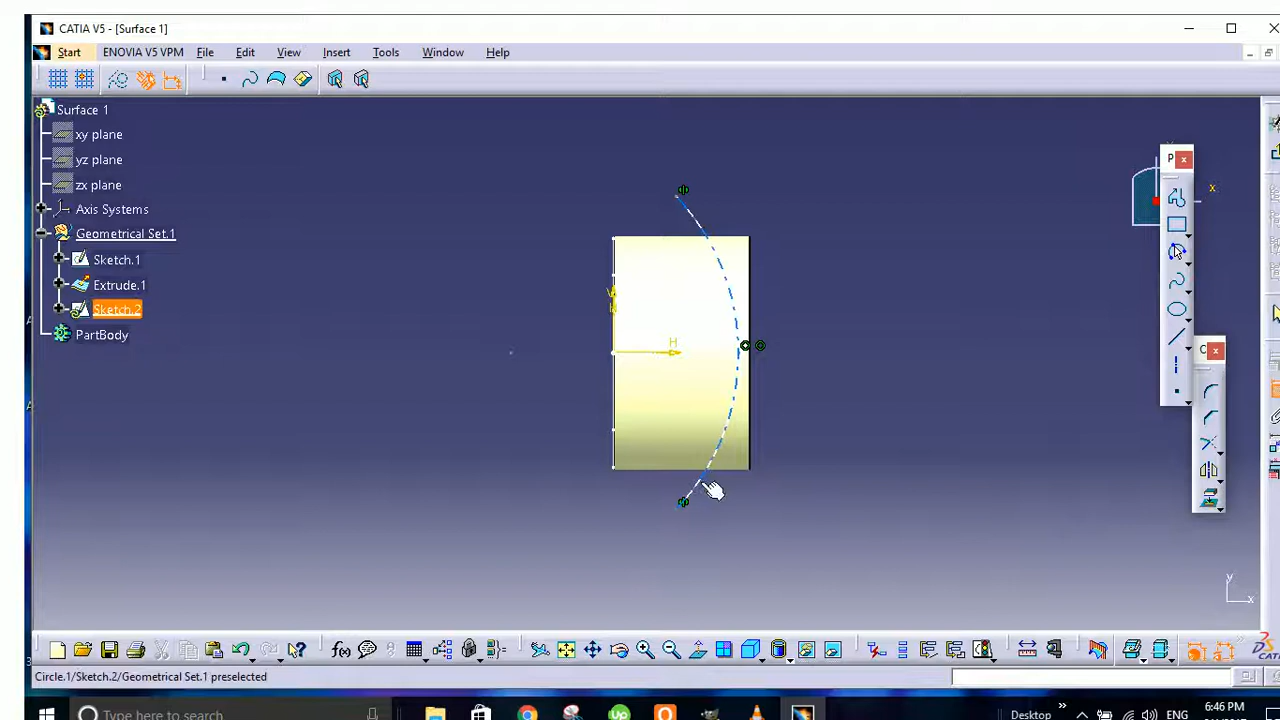 CATIA V5 - [Surface 1]
Start ENOVIA V5 VPM File Edit View Insert Tools Window Help
Surface 1
xy plane
yz plane
zx plane
Axis Systems
Geometrical Set.1
Sketch.1
Extrude.1
Sketch.2
PartBody
H
P
x
C
y
x
f(x)
CATIA
Circle.1/Sketch.2/Geometrical Set.1 preselected
Type here to search
up
Desktop
ENG
6:46 PM